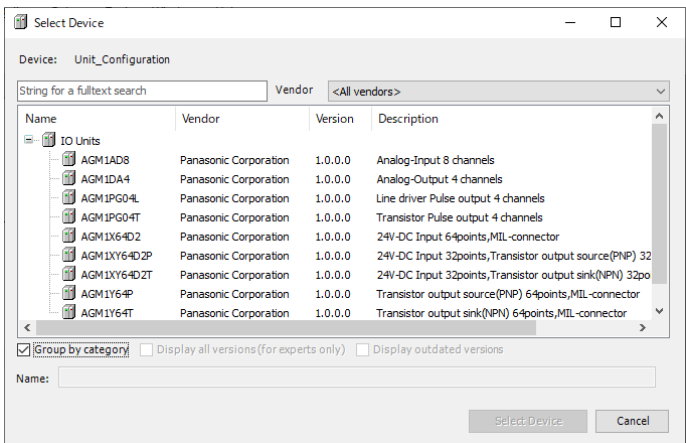 Select Device
Device: Unit_Configuration
String for a fulltext search Vendor <All vendors>
Name Vendor Version Description
IO Units
AGM1AD8 Panasonic Corporation 1.0.0.0 Analog-Input 8 channels
AGM1DA4 Panasonic Corporation 1.0.0.0 Analog-Output 4 channels
AGM1PG04L Panasonic Corporation 1.0.0.0 Line driver Pulse output 4 channels
AGM1PG04T Panasonic Corporation 1.0.0.0 Transistor Pulse output 4 channels
AGM1X64D2 Panasonic Corporation 1.0.0.0 24V-DC Input 64points,MIL-connector
AGM1XY64D2P Panasonic Corporation 1.0.0.0 24V-DC Input 32points,Transistor output source(PNP) 32
AGM1XY64D2T Panasonic Corporation 1.0.0.0 24V-DC Input 32points,Transistor output sink(NPN) 32po
AGM1Y64P Panasonic Corporation 1.0.0.0 Transistor output source(PNP) 64points,MIL-connector
AGM1Y64T Panasonic Corporation 1.0.0.0 Transistor output sink(NPN) 64points,MIL-connector
Group by category Display all versions(for experts only) Display outdated versions
Name:
Select Device Cancel